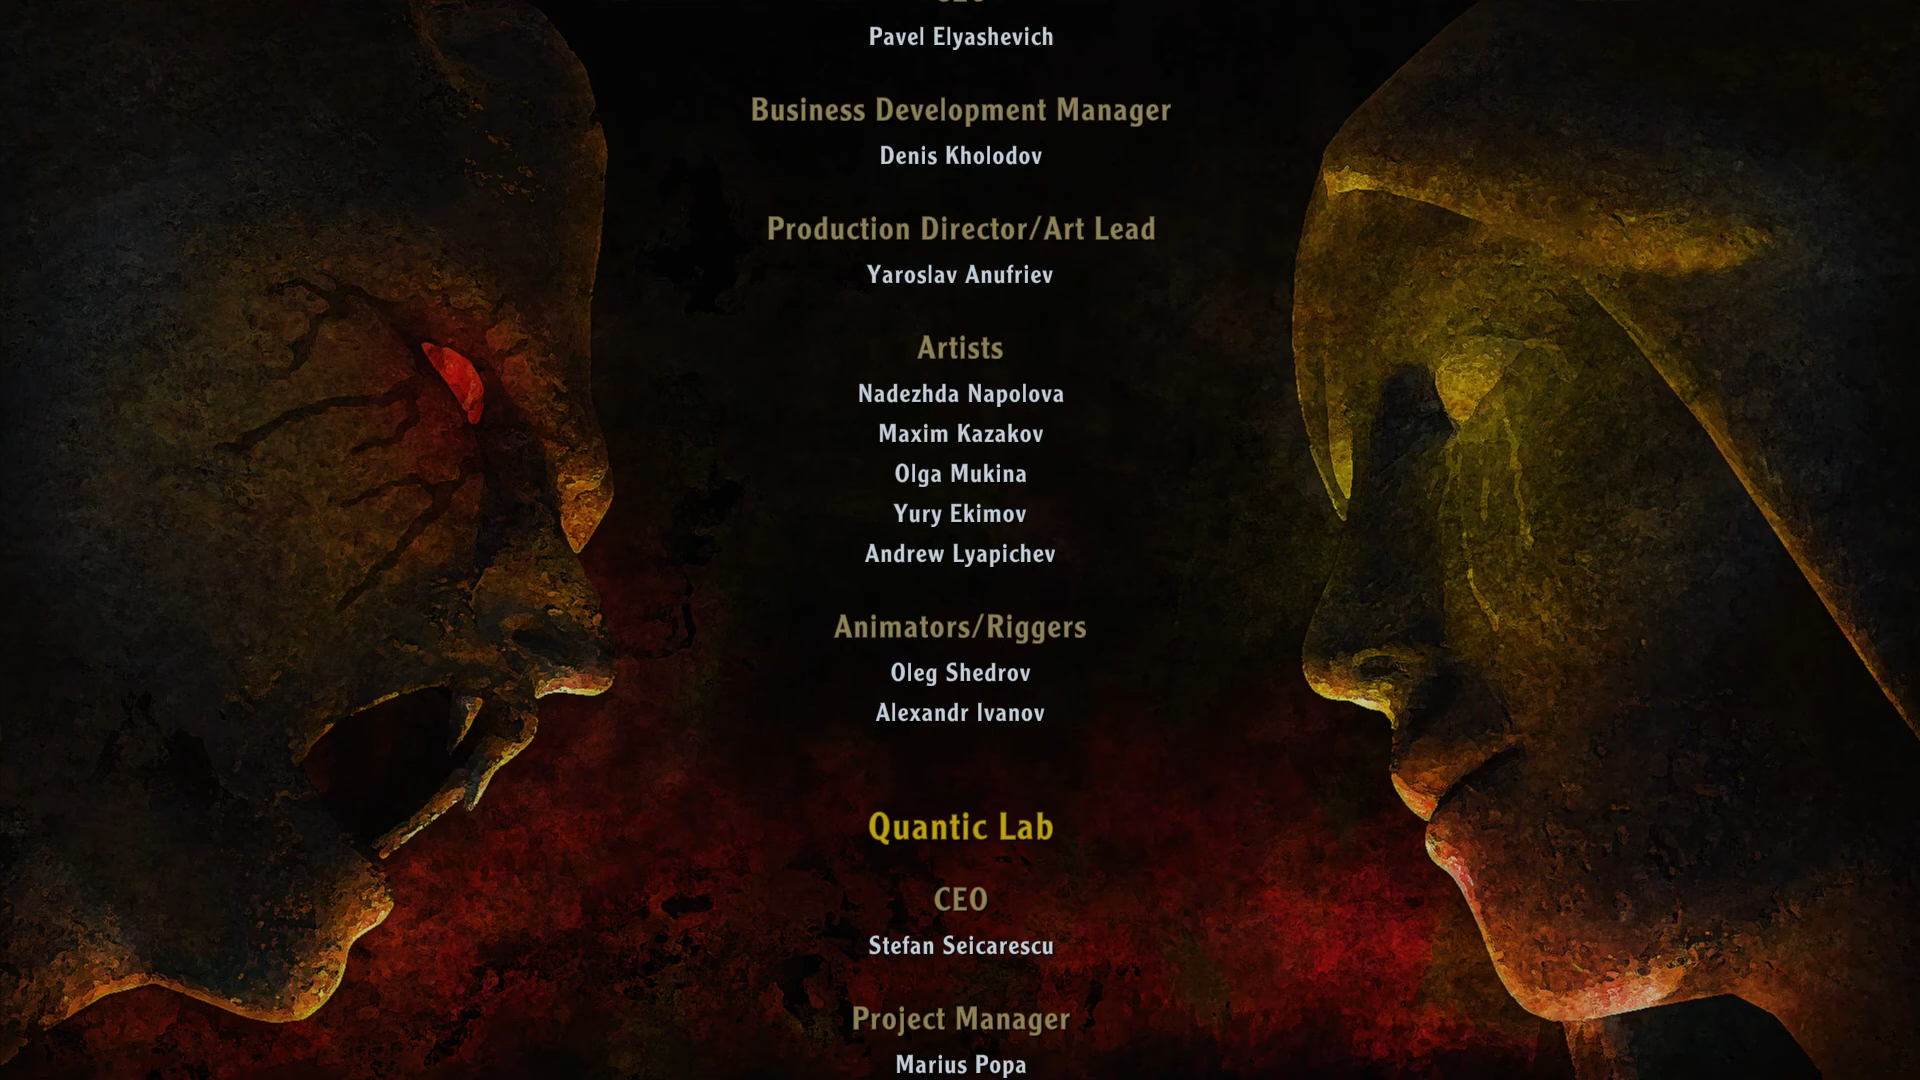 CEO
Pavel Elyashevich
Business Development Manager
Denis Kholodov
Production Director/Art Lead
Yaroslav Anufriev
Artists
Nadezhda Napolova
Maxim Kazakov
Olga Mukina
Yury Ekimov
Andrew Lyapichev
Animators/Riggers
Oleg Shedrov
Alexandr Ivanov
Quantic Lab
CEO
Stefan Seicarescu
Project Manager
Marius Popa